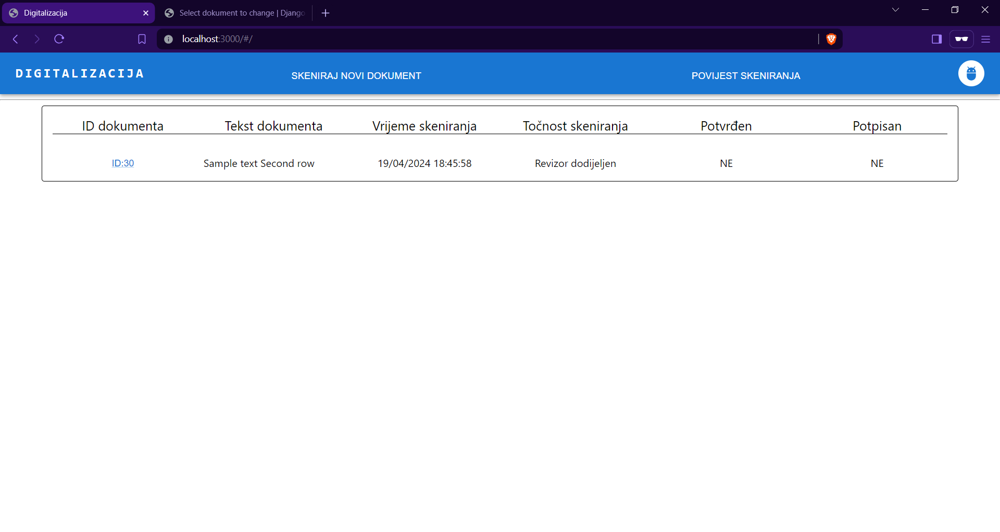 Digitalizacija
Select dokument to change | Django
localhost:3000/#/
DIGITALIZACIJA SKENIRAJ NOVI DOKUMENT POVIJEST SKENIRANJA
ID dokumenta Tekst dokumenta Vrijeme skeniranja Točnost skeniranja Potvrđen Potpisan
ID:30 Sample text Second row 19/04/2024 18:45:58 Revizor dodijeljen NE NE